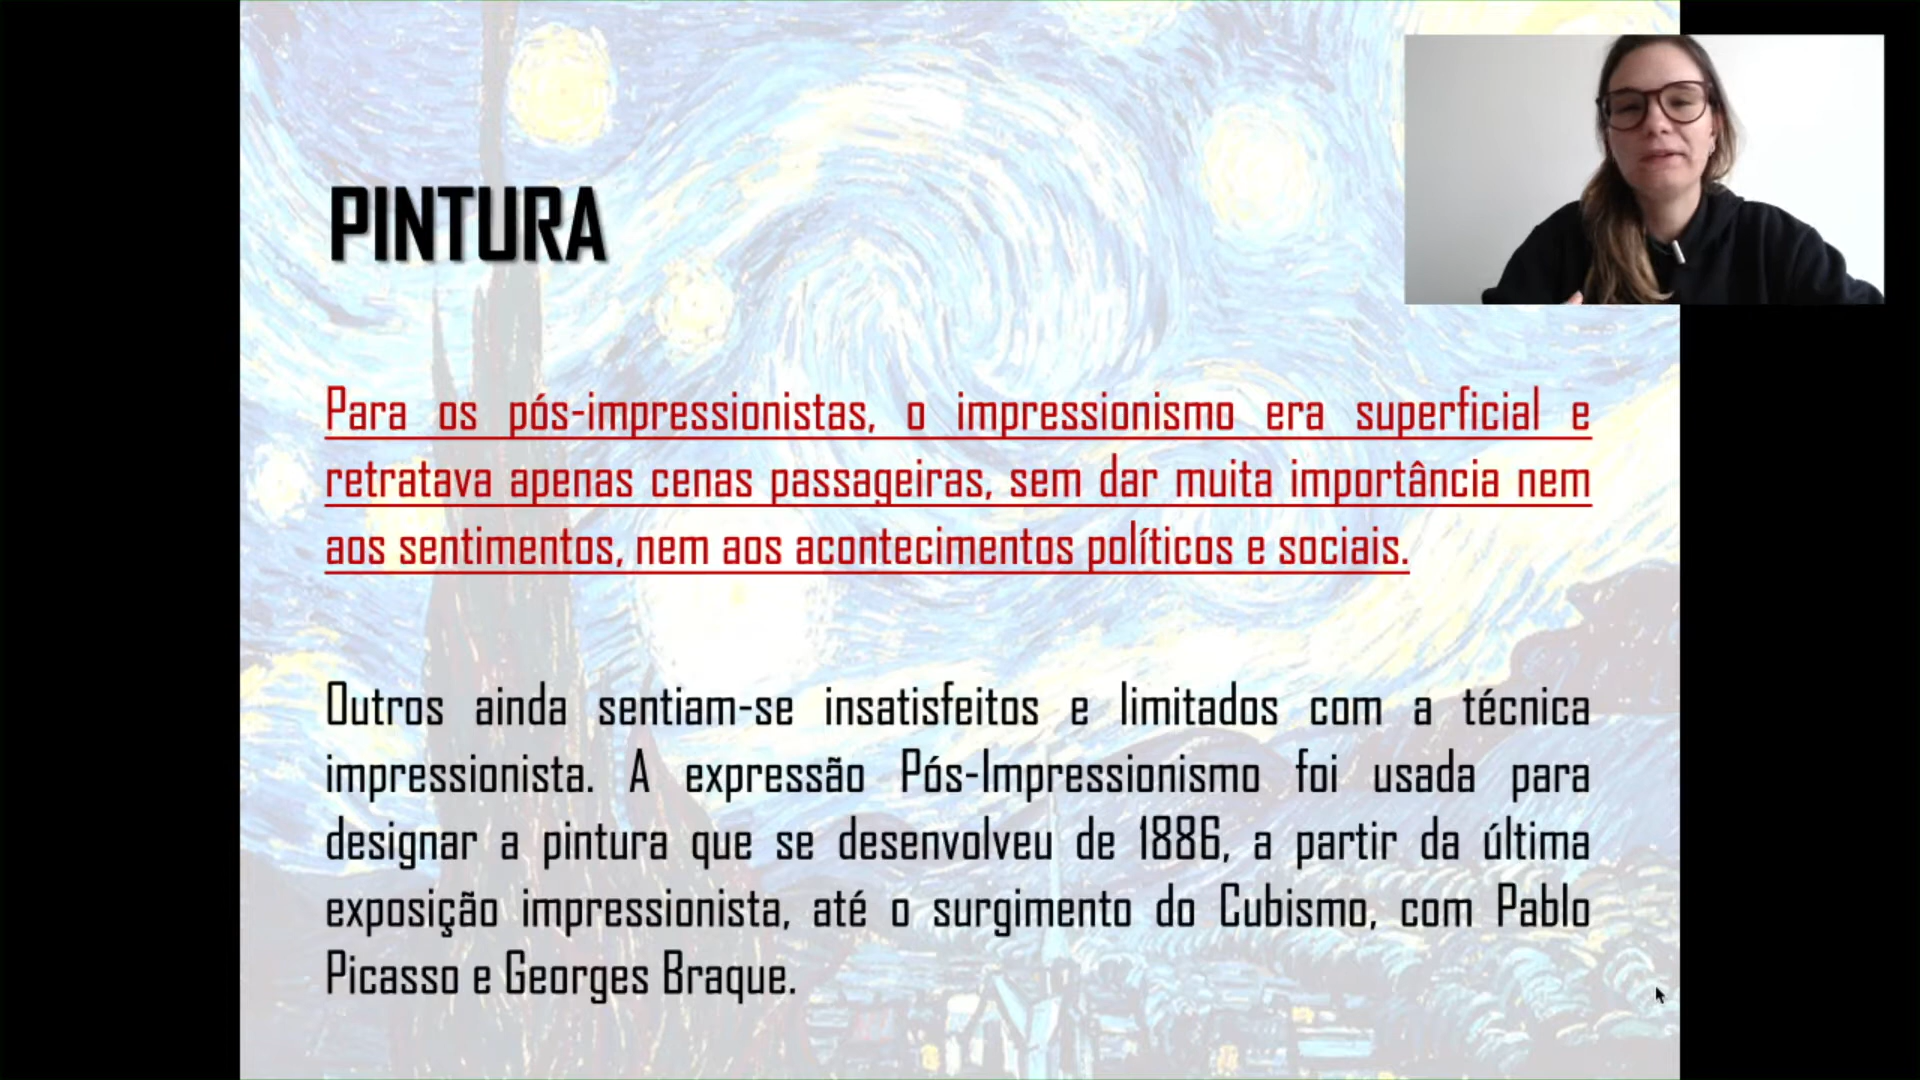 PINTURA
Para os pós-impressionistas, o impressionismo era superficial e
retratava apenas cenas passageiras, sem dar muita importância nem
aos sentimentos, nem aos acontecimentos políticos e sociais.
Outros ainda sentiam-se insatisfeitos e limitados com a técnica
impressionista. A expressão Pós-Impressionismo foi usada para
designar a pintura que se desenvolveu de 1886, a partir da última
exposição impressionista, até o surgimento do Cubismo, com Pablo
Picasso e Georges Braque.